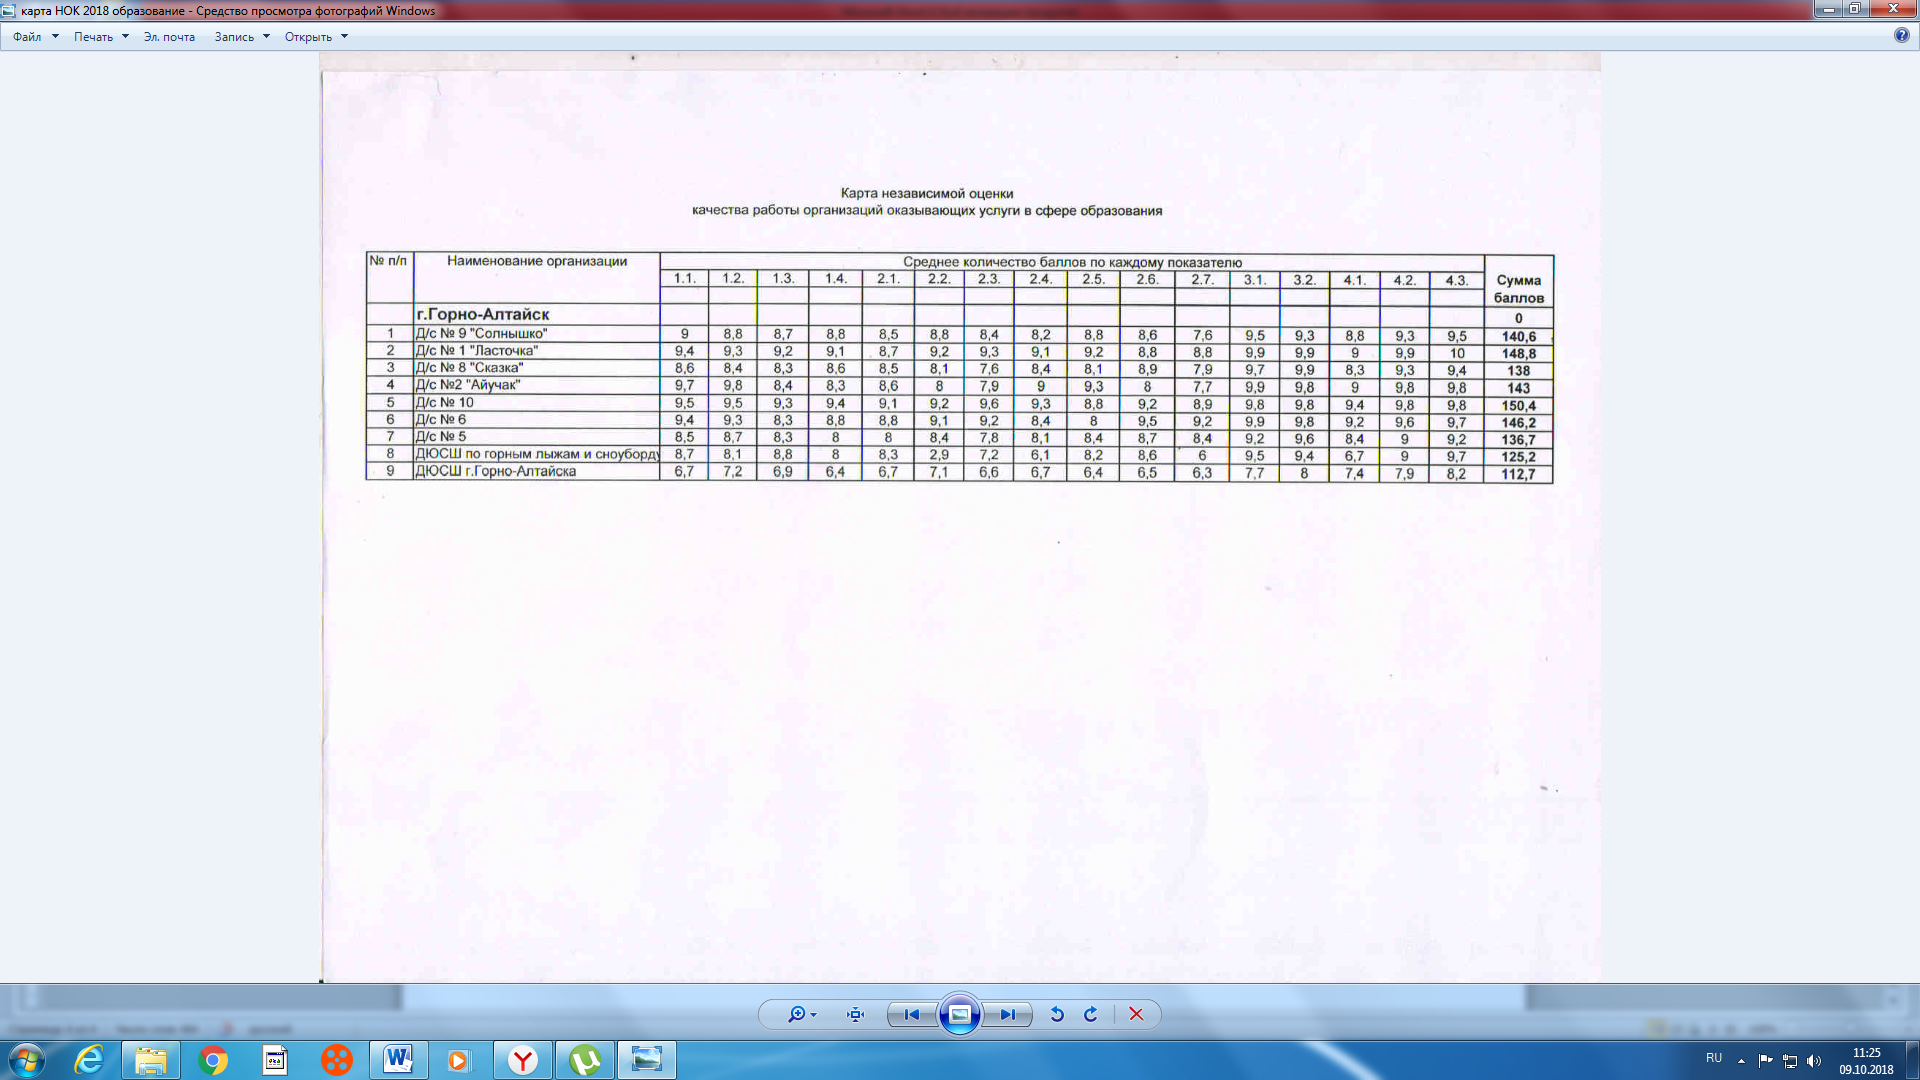 карта НОК 2018 образование - Средство просмотра фотографий Windows
Файл Печать Эл. почта Запись Открыть
Карта независимой оценки
качества работы организаций оказывающих услуги в сфере образования
№ п/п Наименование организации Среднее количество баллов по каждому показателю
1.1. 1.2. 1.3. 1.4. 2.1. 2.2. 2.3. 2.4. 2.5. 2.6. 2.7. 3.1. 3.2. 4.1. 4.2. 4.3. Сумма
баллов
г.Горно-Алтайск 0
1 Д/с № 9 "Солнышко" 9 8,8 8,7 8,8 8,5 8,8 8,4 8,2 8,8 8,6 7,6 9,5 9,3 8,8 9,3 9,5 140,6
2 Д/с № 1 "Ласточка" 9,4 9,3 9,2 9,1 8,7 9,2 9,3 9,1 9,2 8,8 8,8 9,9 9,9 9 9,9 10 148,8
3 Д/с № 8 "Сказка" 8,6 8,4 8,3 8,6 8,5 8,1 7,6 8,4 8,1 8,9 7,9 9,7 9,9 8,3 9,3 9,4 138
4 Д/с №2 "Айучак" 9,7 9,8 8,4 8,3 8,6 8 7,9 9 9,3 8 7,7 9,9 9,8 9 9,8 9,8 143
5 Д/с № 10 9,5 9,5 9,3 9,4 9,1 9,2 9,6 9,3 8,8 9,2 8,9 9,8 9,8 9,4 9,8 9,8 150,4
6 Д/с № 6 9,4 9,3 8,3 8,8 8,8 9,1 9,2 8,4 8 9,5 9,2 9,9 9,8 9,2 9,6 9,7 146,2
7 Д/с № 5 8,5 8,7 8,3 8 8 8,4 7,8 8,1 8,4 8,7 8,4 9,2 9,6 8,4 9 9,2 136,7
8 ДЮСШ по горным лыжам и сноуборду 8,7 8,1 8,8 8 8,3 2,9 7,2 6,1 8,2 8,6 6 9,5 9,4 6,7 9 9,7 125,2
9 ДЮСШ г.Горно-Алтайска 6,7 7,2 6,9 6,4 6,7 7,1 6,6 6,7 6,4 6,5 6,3 7,7 8 7,4 7,9 8,2 112,7
RU 11:25
09.10.2018